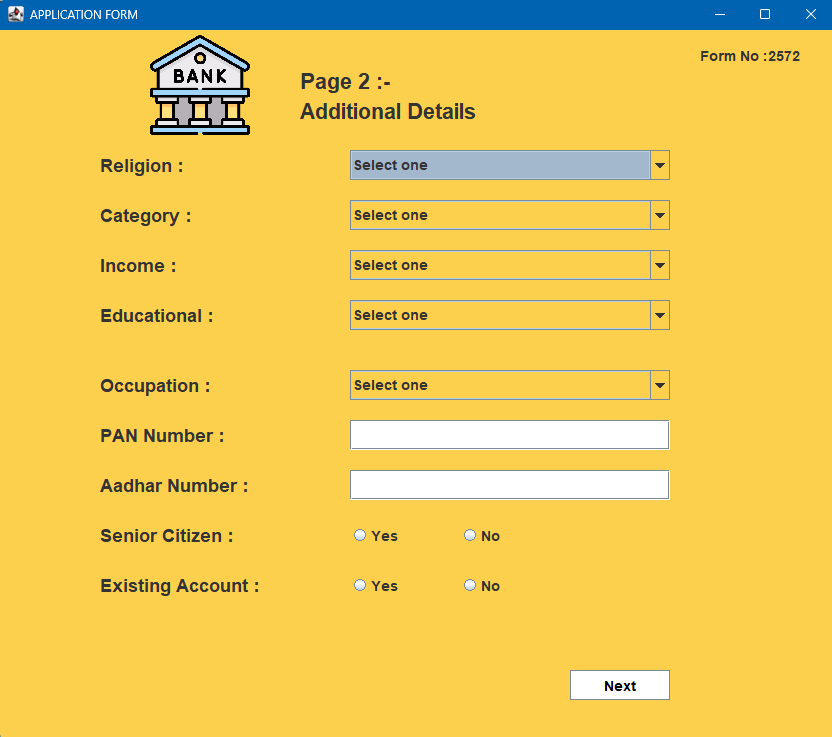 APPLICATION FORM
BANK
Form No :2572
Page 2 :-
Additional Details
Religion : Select one
Category : Select one
Income : Select one
Educational : Select one
Occupation : Select one
PAN Number :
Aadhar Number :
Senior Citizen : Yes No
Existing Account : Yes No
Next